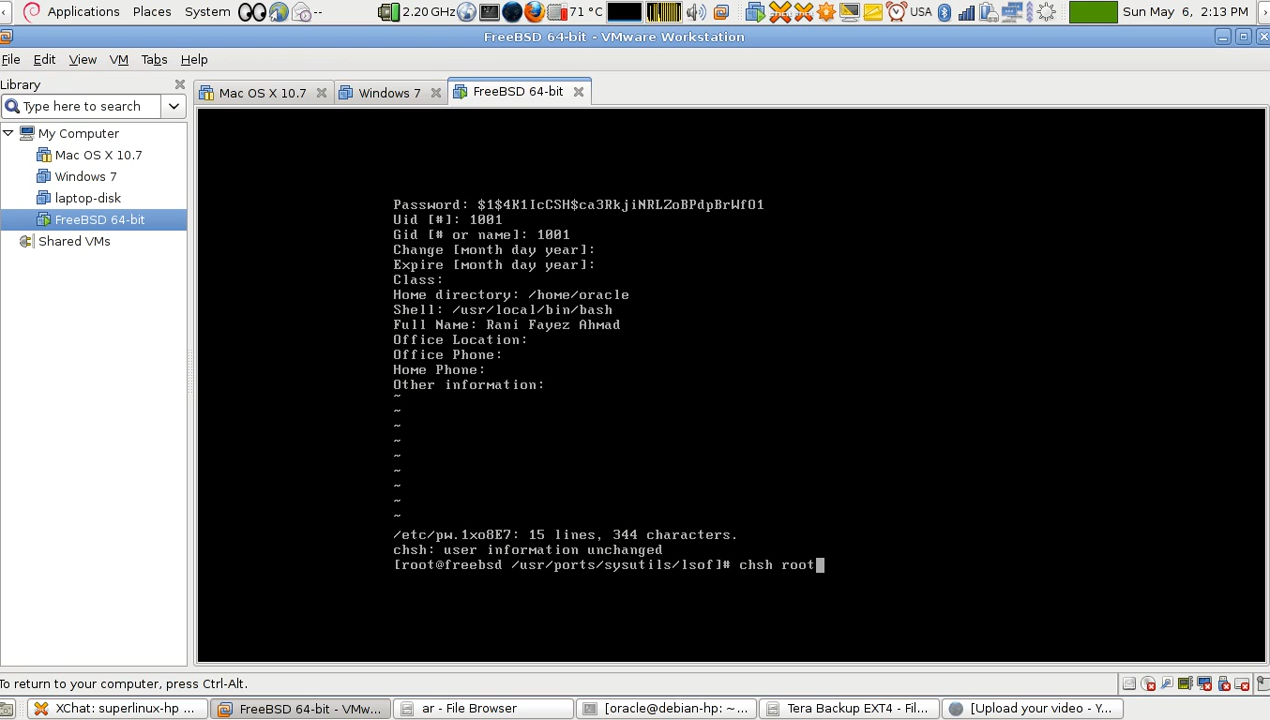 Applications Places System 2.20 GHz -- 71 °C USA Sun May 6, 2:13 PM
FreeBSD 64-bit - VMware Workstation
File Edit View VM Tabs Help
Library
Type here to search
Mac OS X 10.7 Windows 7 FreeBSD 64-bit
My Computer
Mac OS X 10.7
Windows 7
laptop-disk
FreeBSD 64-bit
Shared VMs
Password: $1$4K1IcCSH$ca3RkjiNRLZoBPdpBrWfO1
Uid [#]: 1001
Gid [# or name]: 1001
Change [month day year]:
Expire [month day year]:
Class:
Home directory: /home/oracle
Shell: /usr/local/bin/bash
Full Name: Rani Fayez Ahmad
Office Location:
Office Phone:
Home Phone:
Other information:
~
~
~
~
~
~
~
~
~
/etc/pw.1xo8E7: 15 lines, 344 characters.
chsh: user information unchanged
[root@freebsd /usr/ports/sysutils/lsof]# chsh root
To return to your computer, press Ctrl-Alt.
XChat: superlinux-hp ... FreeBSD 64-bit - VMw... ar - File Browser [oracle@debian-hp: ~... Tera Backup EXT4 - Fil... [Upload your video - Y...